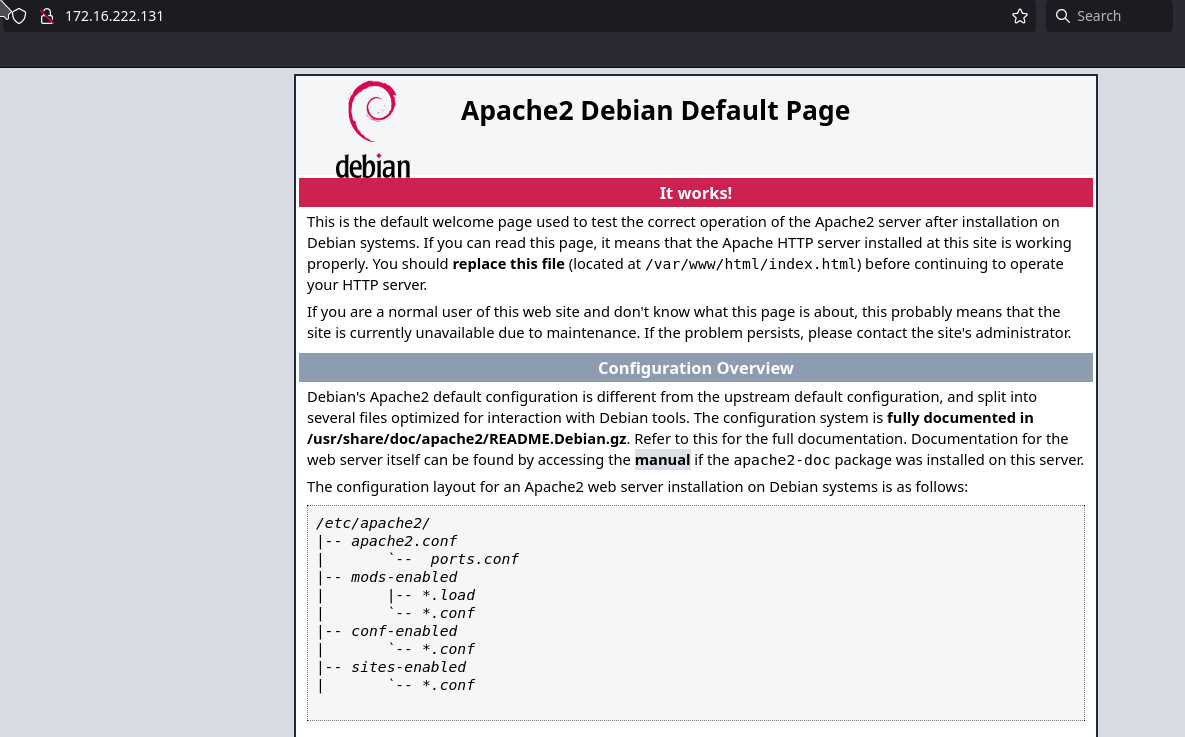 172.16.222.131
Search
debian
Apache2 Debian Default Page
It works!
This is the default welcome page used to test the correct operation of the Apache2 server after installation on
Debian systems. If you can read this page, it means that the Apache HTTP server installed at this site is working
properly. You should replace this file (located at /var/www/html/index.html) before continuing to operate
your HTTP server.
If you are a normal user of this web site and don't know what this page is about, this probably means that the
site is currently unavailable due to maintenance. If the problem persists, please contact the site's administrator.
Configuration Overview
Debian's Apache2 default configuration is different from the upstream default configuration, and split into
several files optimized for interaction with Debian tools. The configuration system is fully documented in
/usr/share/doc/apache2/README.Debian.gz. Refer to this for the full documentation. Documentation for the
web server itself can be found by accessing the manual if the apache2-doc package was installed on this server.
The configuration layout for an Apache2 web server installation on Debian systems is as follows:
/etc/apache2/
|-- apache2.conf
|       `--  ports.conf
|-- mods-enabled
|       |-- *.load
|       `-- *.conf
|-- conf-enabled
|       `-- *.conf
|-- sites-enabled
|       `-- *.conf